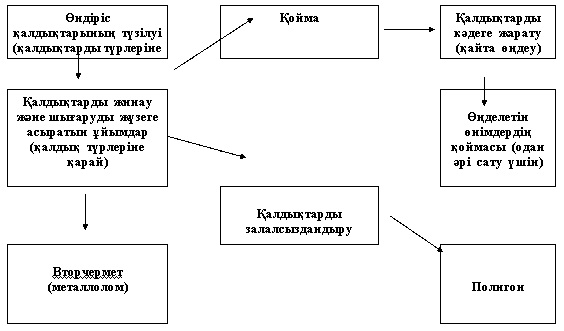 Өндіріс
қалдықтарының түзілуі
(қалдықтарды түрлеріне
Қойма
Қалдықтарды
кәдеге жарату
(қайта өңдеу)
Қалдықтарды жинау
және шығаруды жүзеге
асыратын ұйымдар
(қалдық түрлеріне
қарай)
Өңделетін
өнімдердің
қоймасы (одан
әрі сату үшін)
Қалдықтарды
залалсыздандыру
Вторчермет
(металлолом)
Полигон